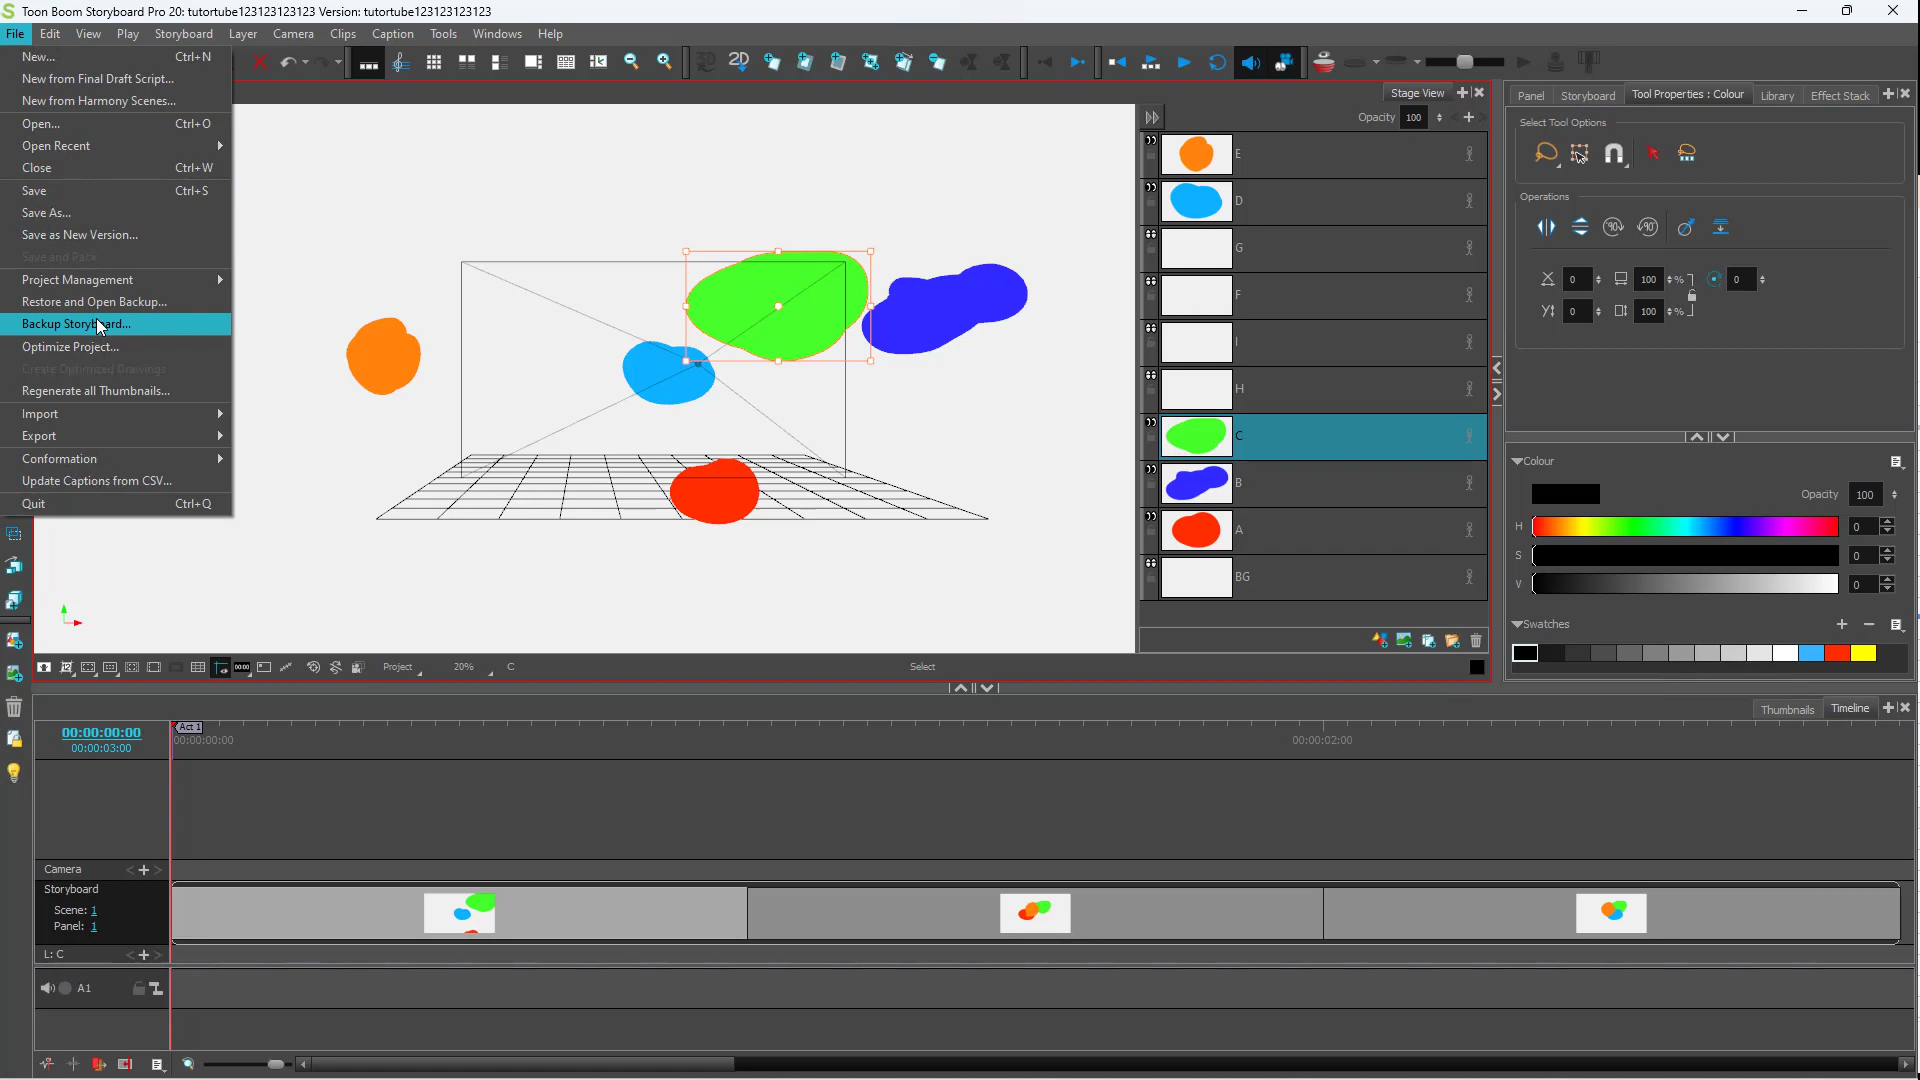 Toon Boom Storyboard Pro 20: tutortube123123123123 Version: tutortube123123123123
File Edit View Play Storyboard Layer Camera Clips Caption Tools Windows Help
New... Ctrl+N
New from Final Draft Script...
New from Harmony Scenes...
Open... Ctrl+O
Open Recent
Close Ctrl+W
Save Ctrl+S
Save As...
Save as New Version...
Save and Pack
Project Management
Restore and Open Backup...
Backup Storyboard...
Optimize Project...
Create Optimized Drawings
Regenerate all Thumbnails...
Import
Export
Conformation
Update Captions from CSV...
Quit Ctrl+Q
3D 2D
Stage View
Opacity 100
E
D
G
F
I
H
C
B
A
BG
Project 20% C Select
Panel Storyboard Tool Properties : Colour Library Effect Stack
Select Tool Options
Operations
90 90
X 0 100 % 0
Y 0 100 %
Colour
Opacity 100
H 0
S 0
V 0
Swatches
Thumbnails Timeline
00:00:00:00
00:00:03:00
Act 1
00:00:00:00 00:00:02:00
Camera
Storyboard
Scene: 1
Panel: 1
L: C
A1